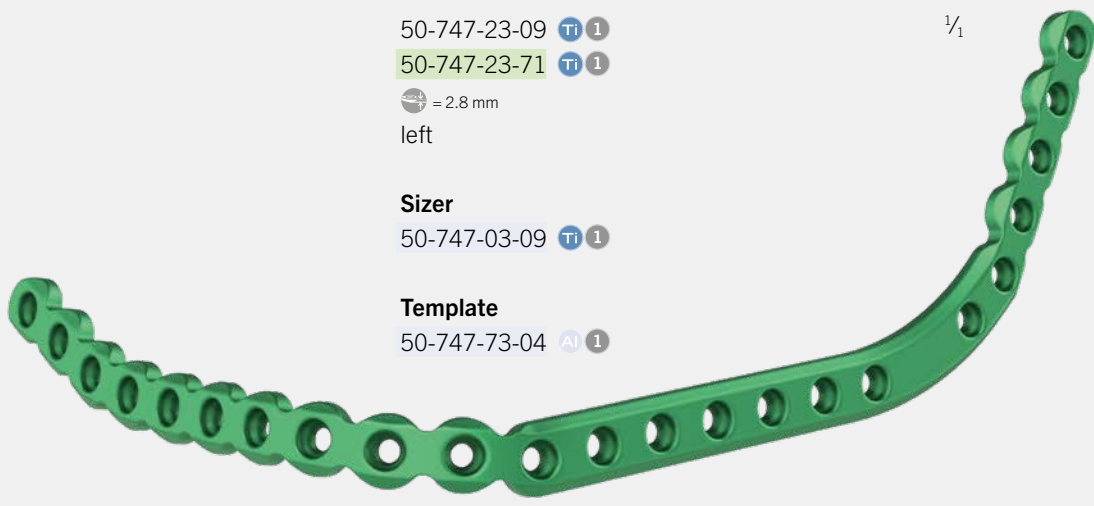 50-747-23-09 Ti 1
50-747-23-71 Ti 1
= 2.8 mm
left
Sizer
50-747-03-09 Ti 1
Template
50-747-73-04 Al 1
1/1